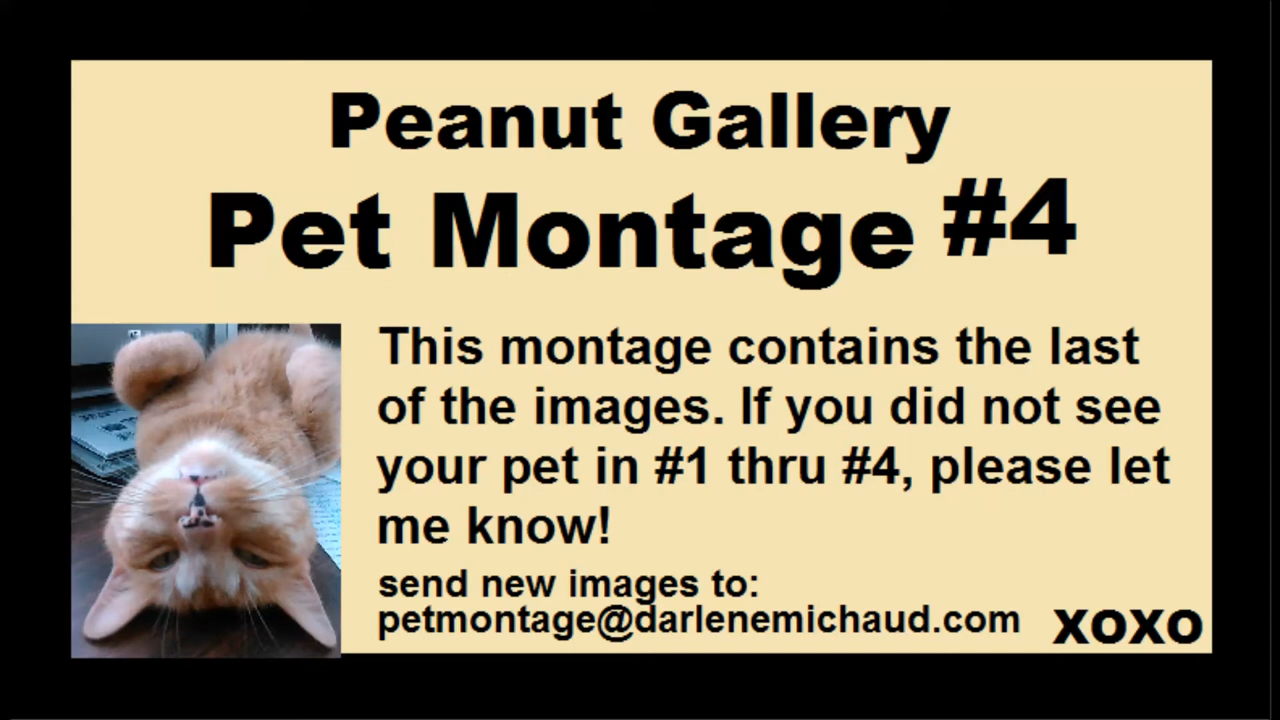 Peanut Gallery
Pet Montage #4
This montage contains the last
of the images. If you did not see
your pet in #1 thru #4, please let
me know!
send new images to:
petmontage@darlenemichaud.com xoxo